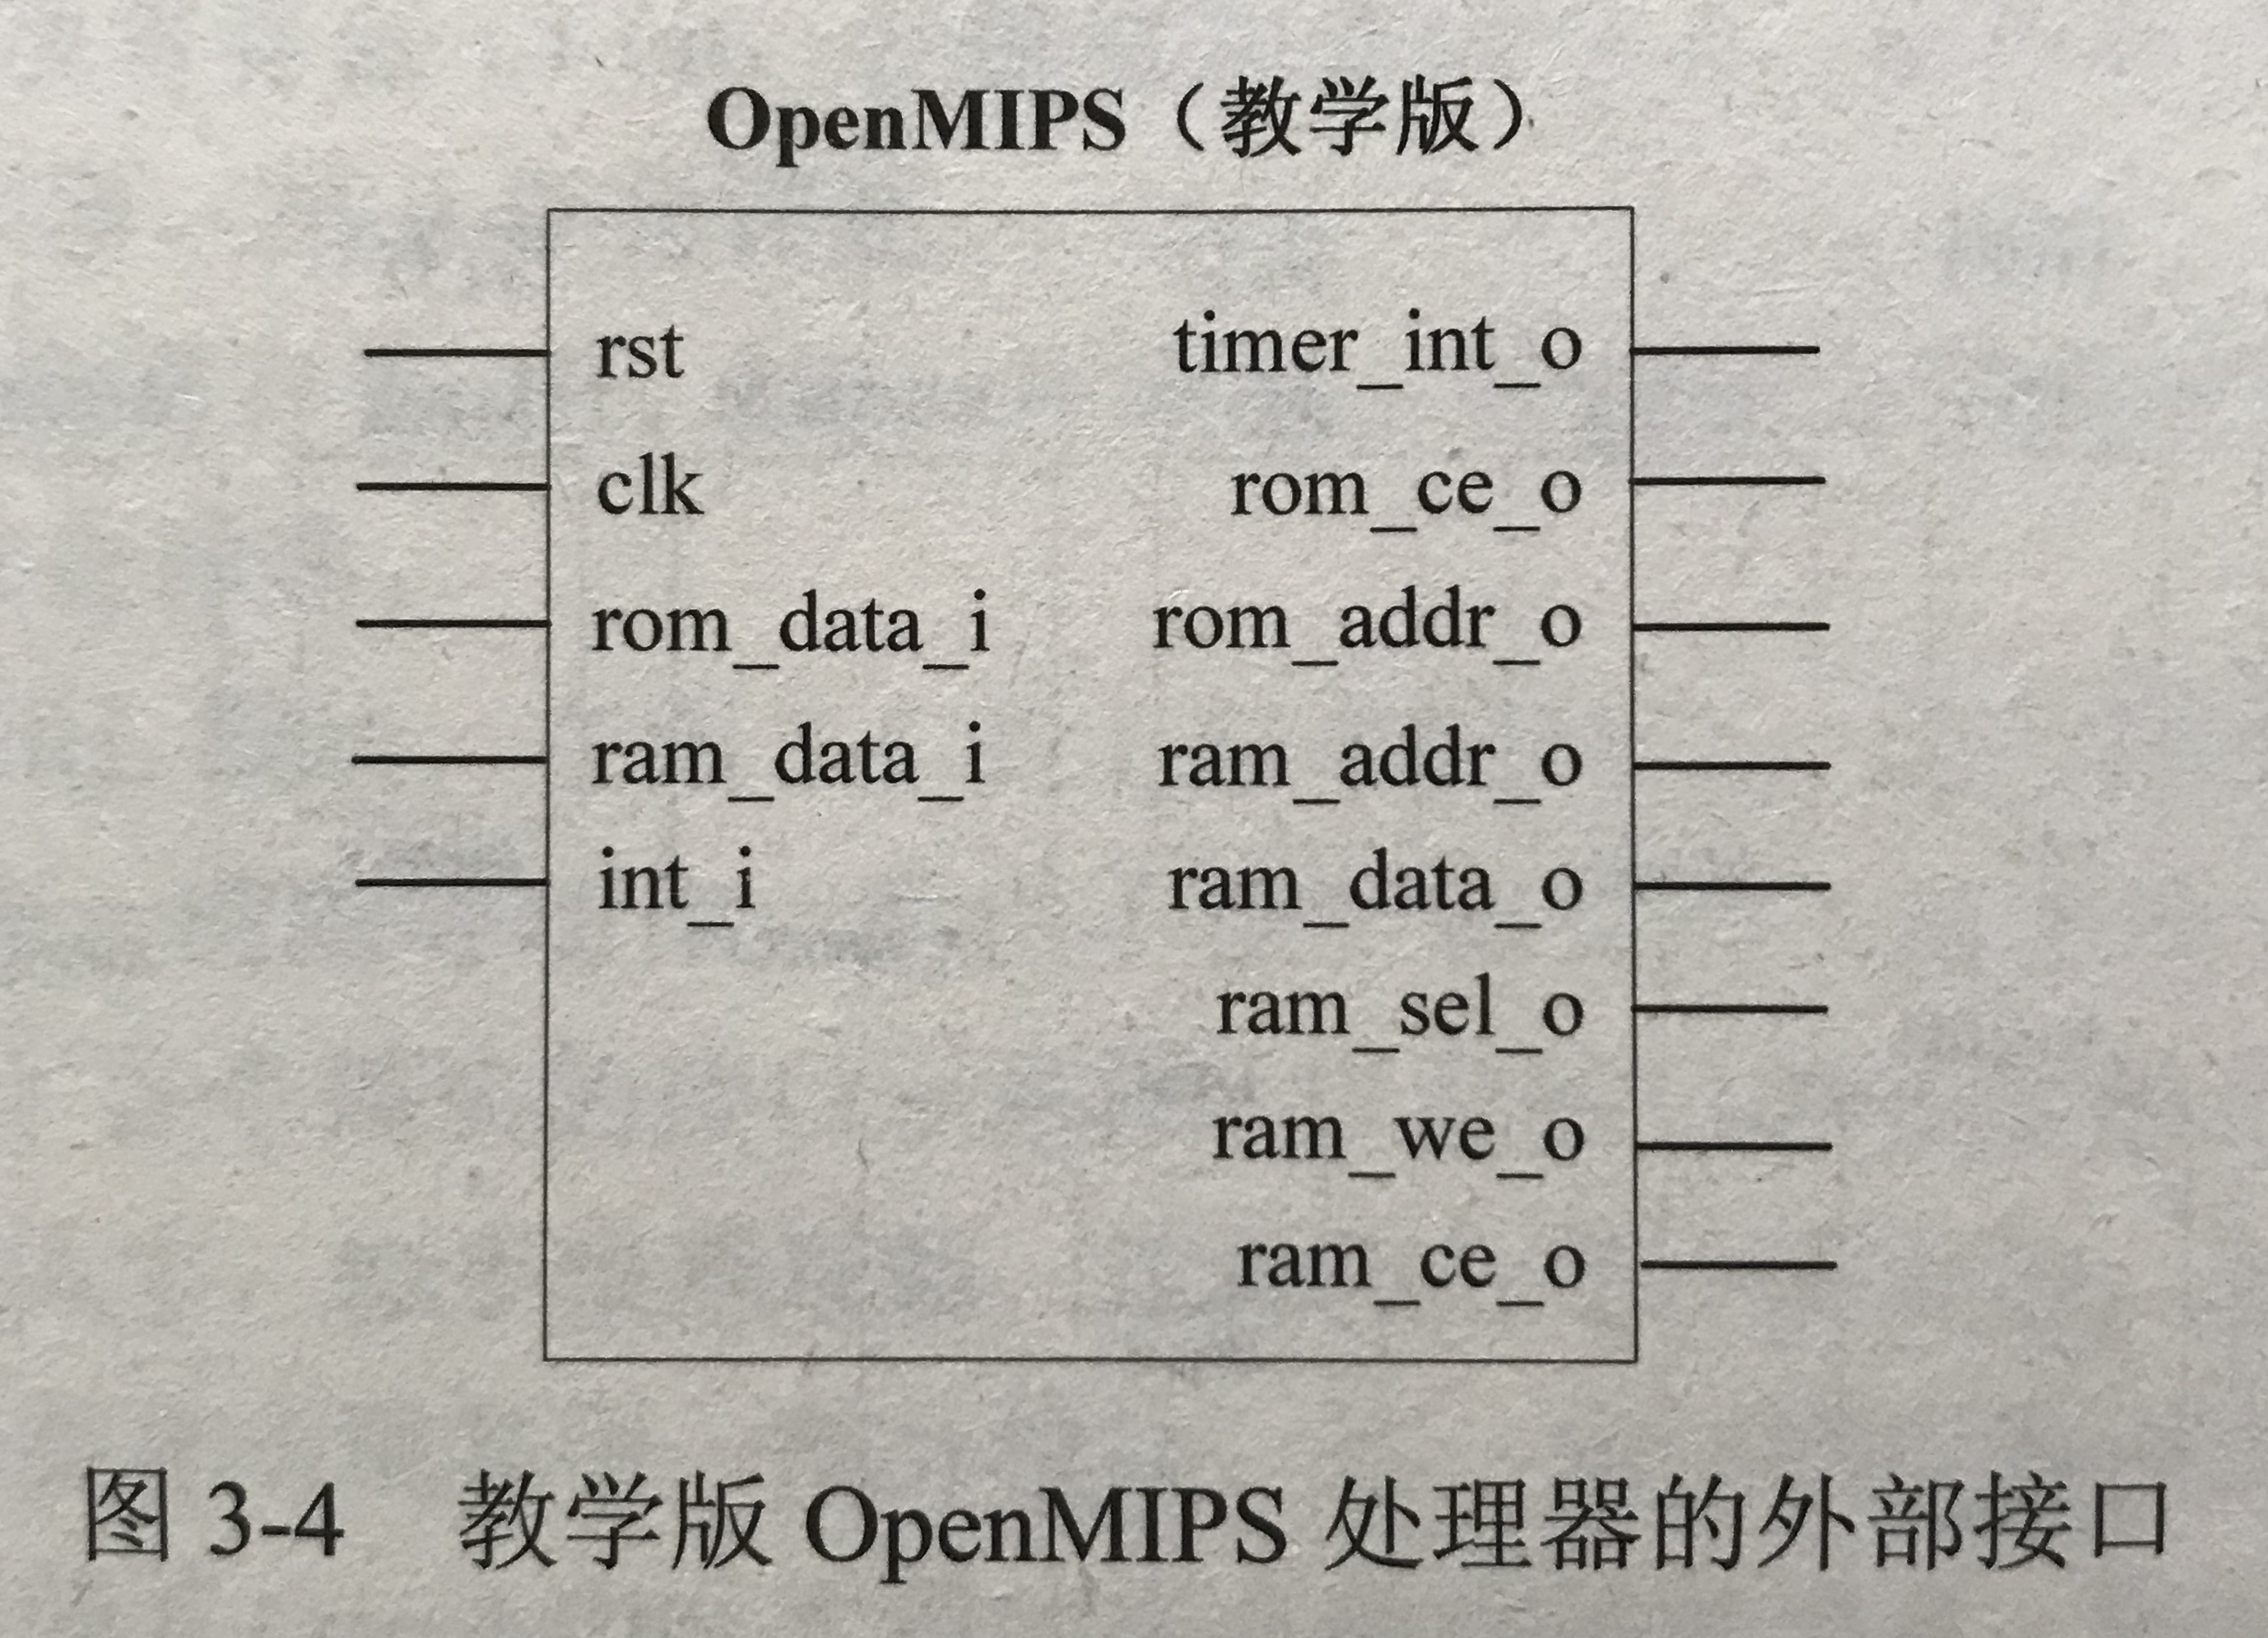 OpenMIPS（教学版）
rst
clk
rom_data_i
ram_data_i
int_i
timer_int_o
rom_ce_o
rom_addr_o
ram_addr_o
ram_data_o
ram_sel_o
ram_we_o
ram_ce_o
图 3-4 教学版 OpenMIPS 处理器的外部接口